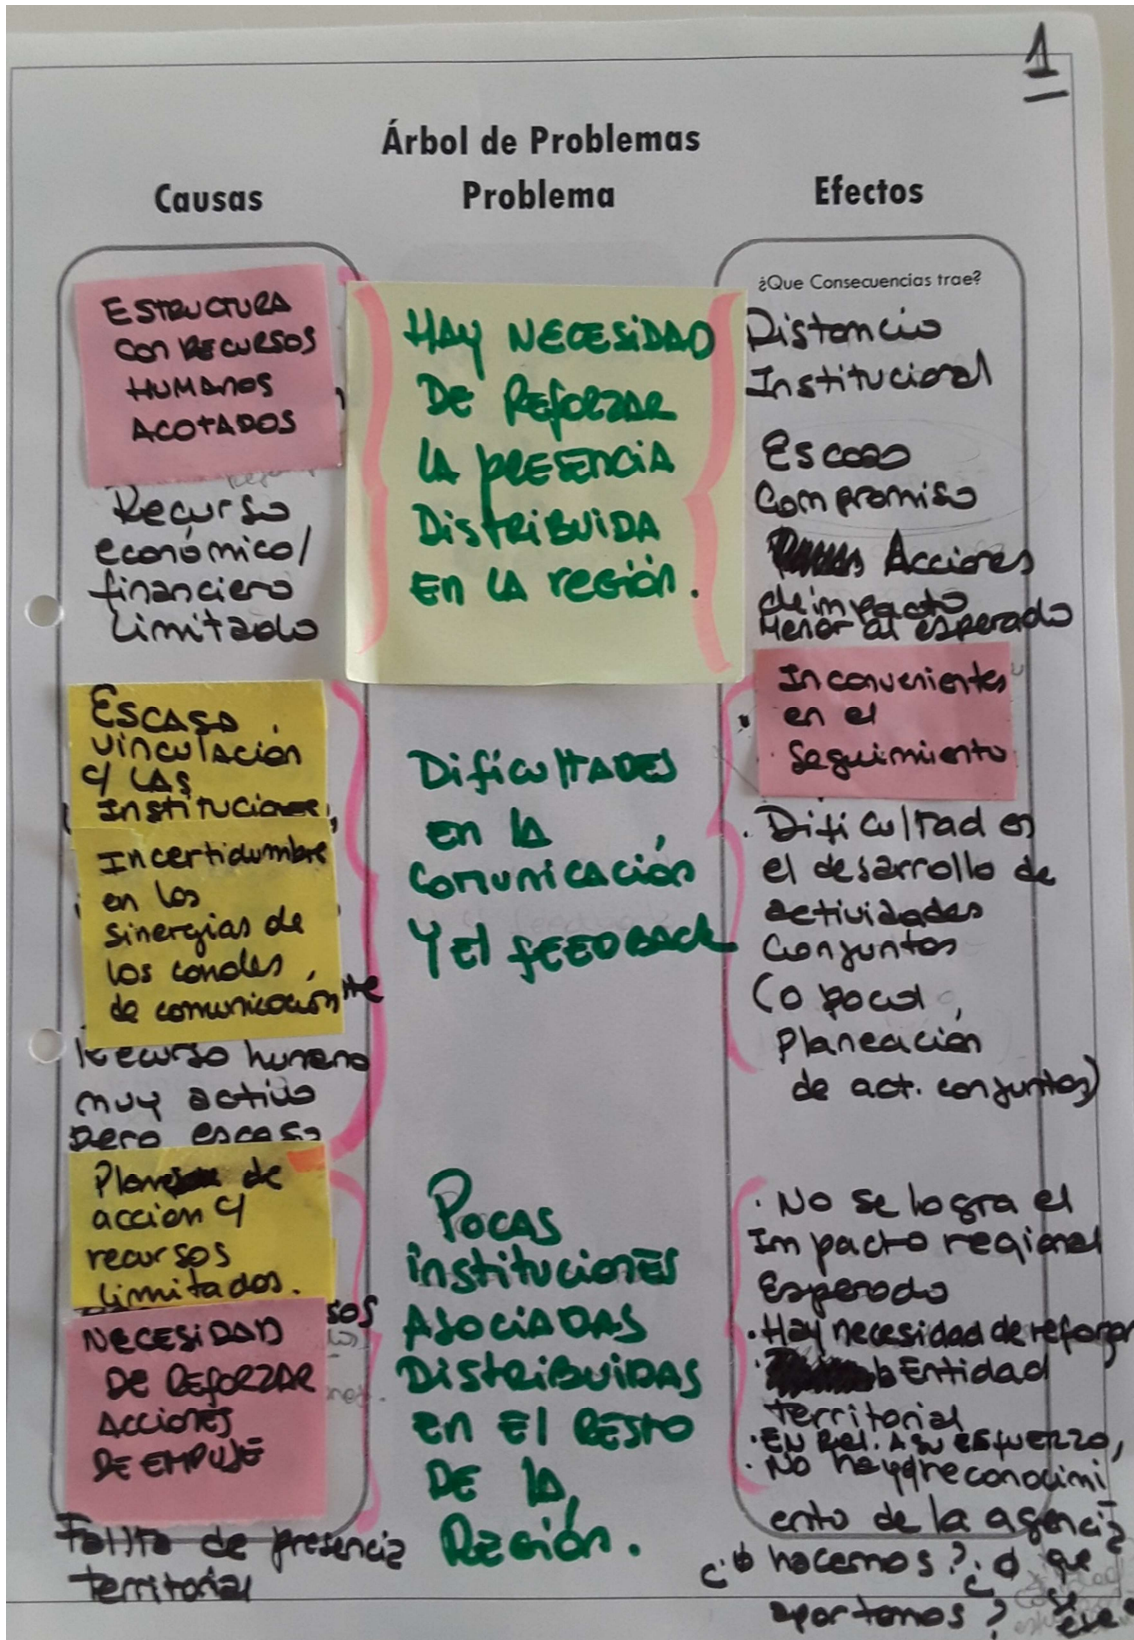 1
Árbol de Problemas
Causas
Problema
Efectos
ESTRUCTURA
CON RECURSOS
HUMANOS
ACOTADOS
Recurso
económico/
financiero
limitado
ESCASA
VINCULACIÓN
C/ LAS
INSTITUCIONES,
Incertidumbre
en los
sinergias de
los canales
de comunicación
Recurso humano
muy activo
pero escaso
Plan de
acción c/
recursos
limitados.
SOS
NECESIDAD
DE REFORZAR
ACCIONES
DE EMPUJE
Falta de presencia
territorial
HAY NECESIDAD
DE REFORZAR
LA PRESENCIA
DISTRIBUIDA
EN LA REGIÓN.
DIFICULTADES
EN LA
COMUNICACIÓN
Y EL FEEDBACK
POCAS
INSTITUCIONES
ASOCIADAS
DISTRIBUIDAS
EN EL RESTO
DE LA
REGIÓN.
¿Que Consecuencias trae?
Distancia
Institucional
Escaso
Compromiso
Acciones
de impacto
Menor al esperado
Inconvenientes
en el
Seguimiento
· Dificultad en
el desarrollo de
actividades
Conjuntas
(o poca
planeación
de act. conjuntas)
· No se logra el
Impacto regional
Esperado
· Hay necesidad de reforzar
Entidad
territorial
· EN REL. A SU ESFUERZO,
· No hay reconocimi
ento de la agencia
hacemos? ¿o que
aportamos?